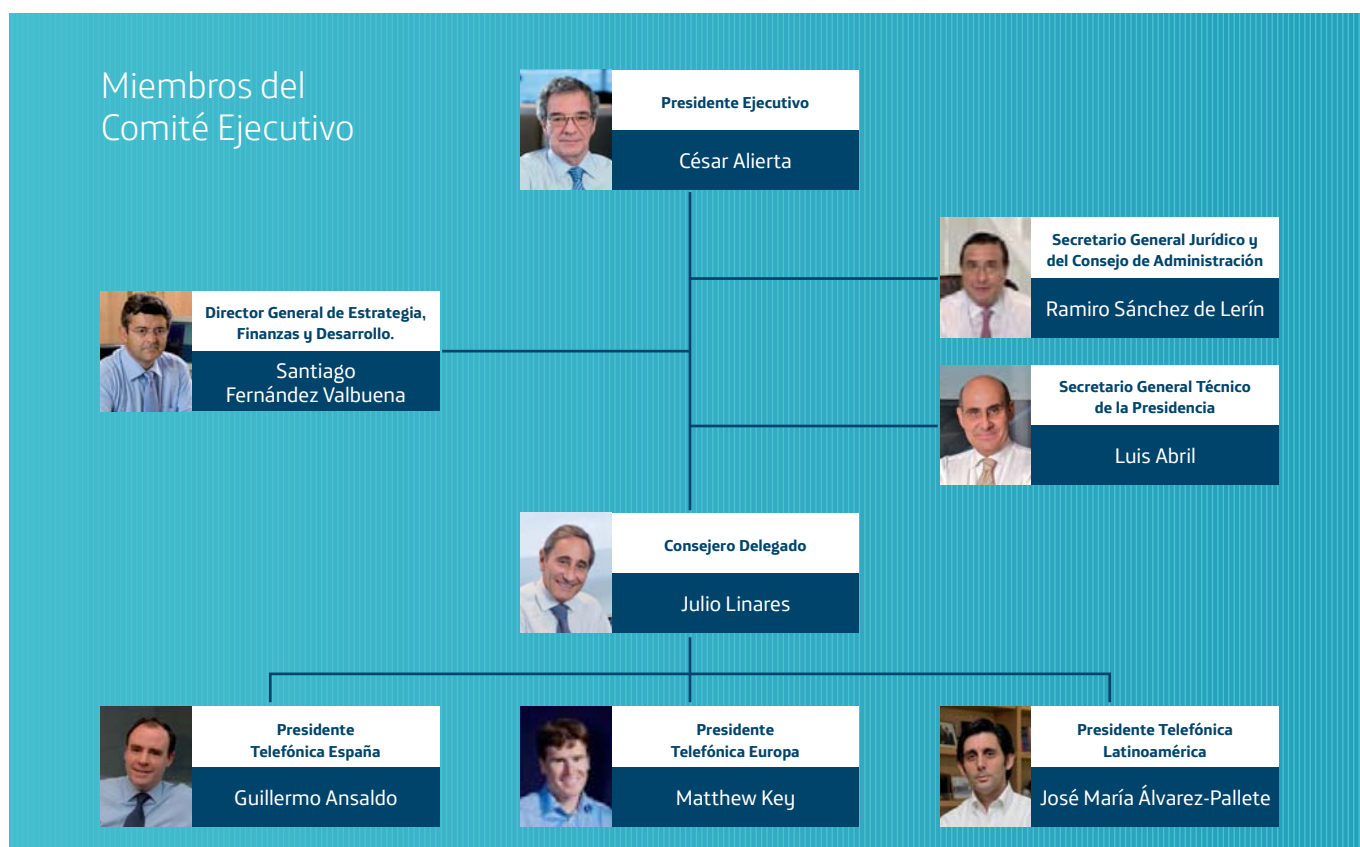 Miembros del
Comité Ejecutivo
Presidente Ejecutivo
César Alierta
Secretario General Jurídico y
del Consejo de Administración
Ramiro Sánchez de Lerín
Director General de Estrategia,
Finanzas y Desarrollo.
Santiago
Fernández Valbuena
Secretario General Técnico
de la Presidencia
Luis Abril
Consejero Delegado
Julio Linares
Presidente
Telefónica España
Guillermo Ansaldo
Presidente
Telefónica Europa
Matthew Key
Presidente Telefónica
Latinoamérica
José María Álvarez-Pallete